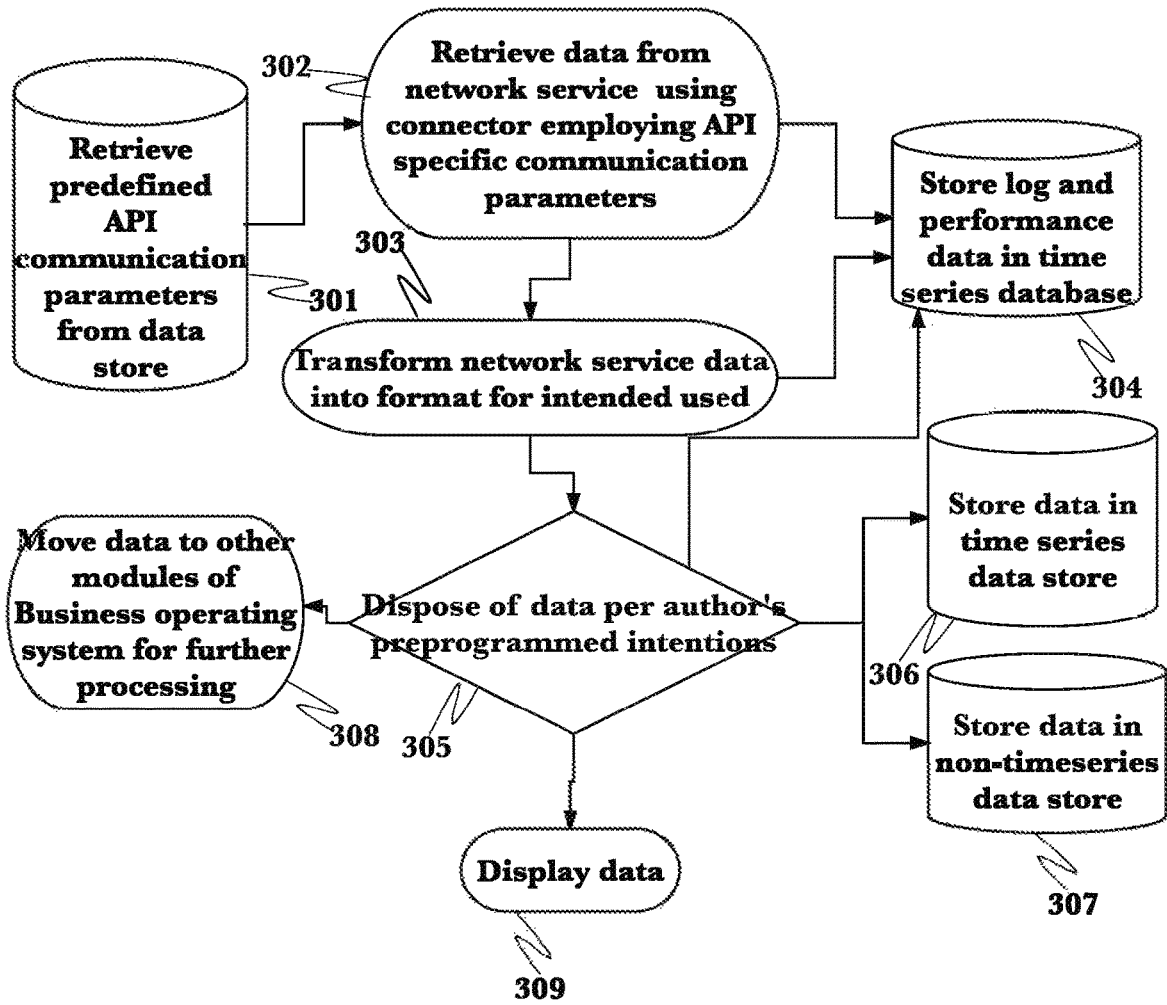 302
Retrieve data from
network service using
connector employing API
specific communication
parameters
Retrieve
predefined
API
communication
parameters
from data
store
301
303
Store log and
performance
data in time
series database
304
Transform network service data
into format for intended used
Store data in
time series
data store
306
Move data to other
modules of
Business operating
system for further
processing
308
Dispose of data per author's
preprogrammed intentions
305
Store data in
non-timeseries
data store
307
Display data
309